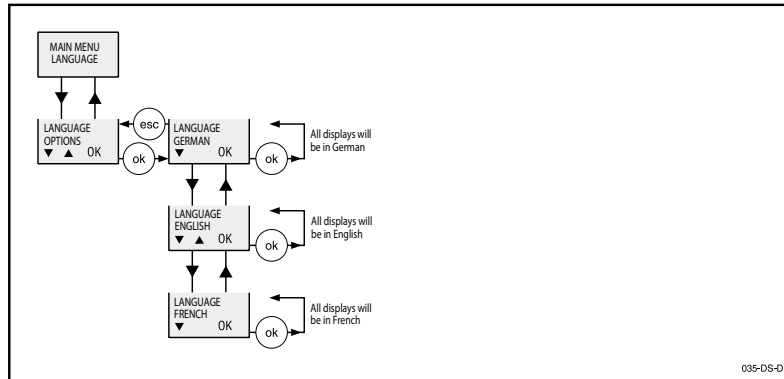 MAIN MENU
LANGUAGE
LANGUAGE
OPTIONS
▼ ▲ OK
esc
ok
LANGUAGE
GERMAN
▼ OK
ok
All displays will
be in German
LANGUAGE
ENGLISH
▼ ▲ OK
ok
All displays will
be in English
LANGUAGE
FRENCH
▼ OK
ok
All displays will
be in French
035-DS-D